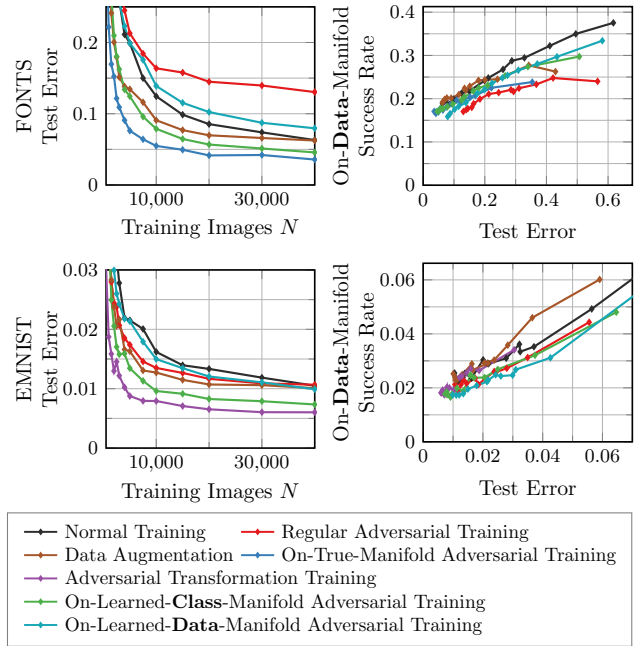 FONTS
Test Error
0.2
0.1
0
10,000 30,000
Training Images N
On-Data-Manifold
Success Rate
0.4
0.3
0.2
0.1
0
0.2 0.4 0.6
Test Error
EMNIST
Test Error
0.03
0.02
0.01
0
10,000 30,000
Training Images N
On-Data-Manifold
Success Rate
0.06
0.04
0.02
0
0.02 0.04 0.06
Test Error
Normal Training Regular Adversarial Training
Data Augmentation On-True-Manifold Adversarial Training
Adversarial Transformation Training
On-Learned-Class-Manifold Adversarial Training
On-Learned-Data-Manifold Adversarial Training